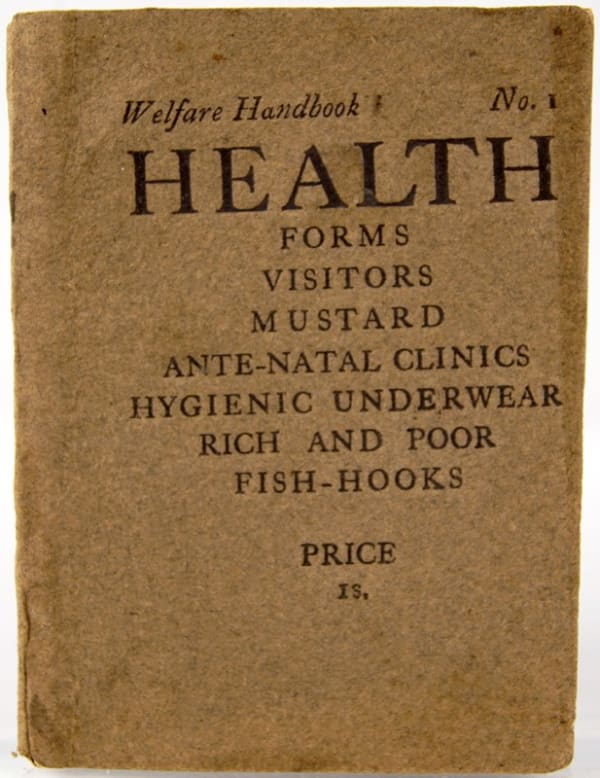 Welfare Handbook No. 1
HEALTH
FORMS
VISITORS
MUSTARD
ANTE-NATAL CLINICS
HYGIENIC UNDERWEAR
RICH AND POOR
FISH-HOOKS
PRICE
1s.